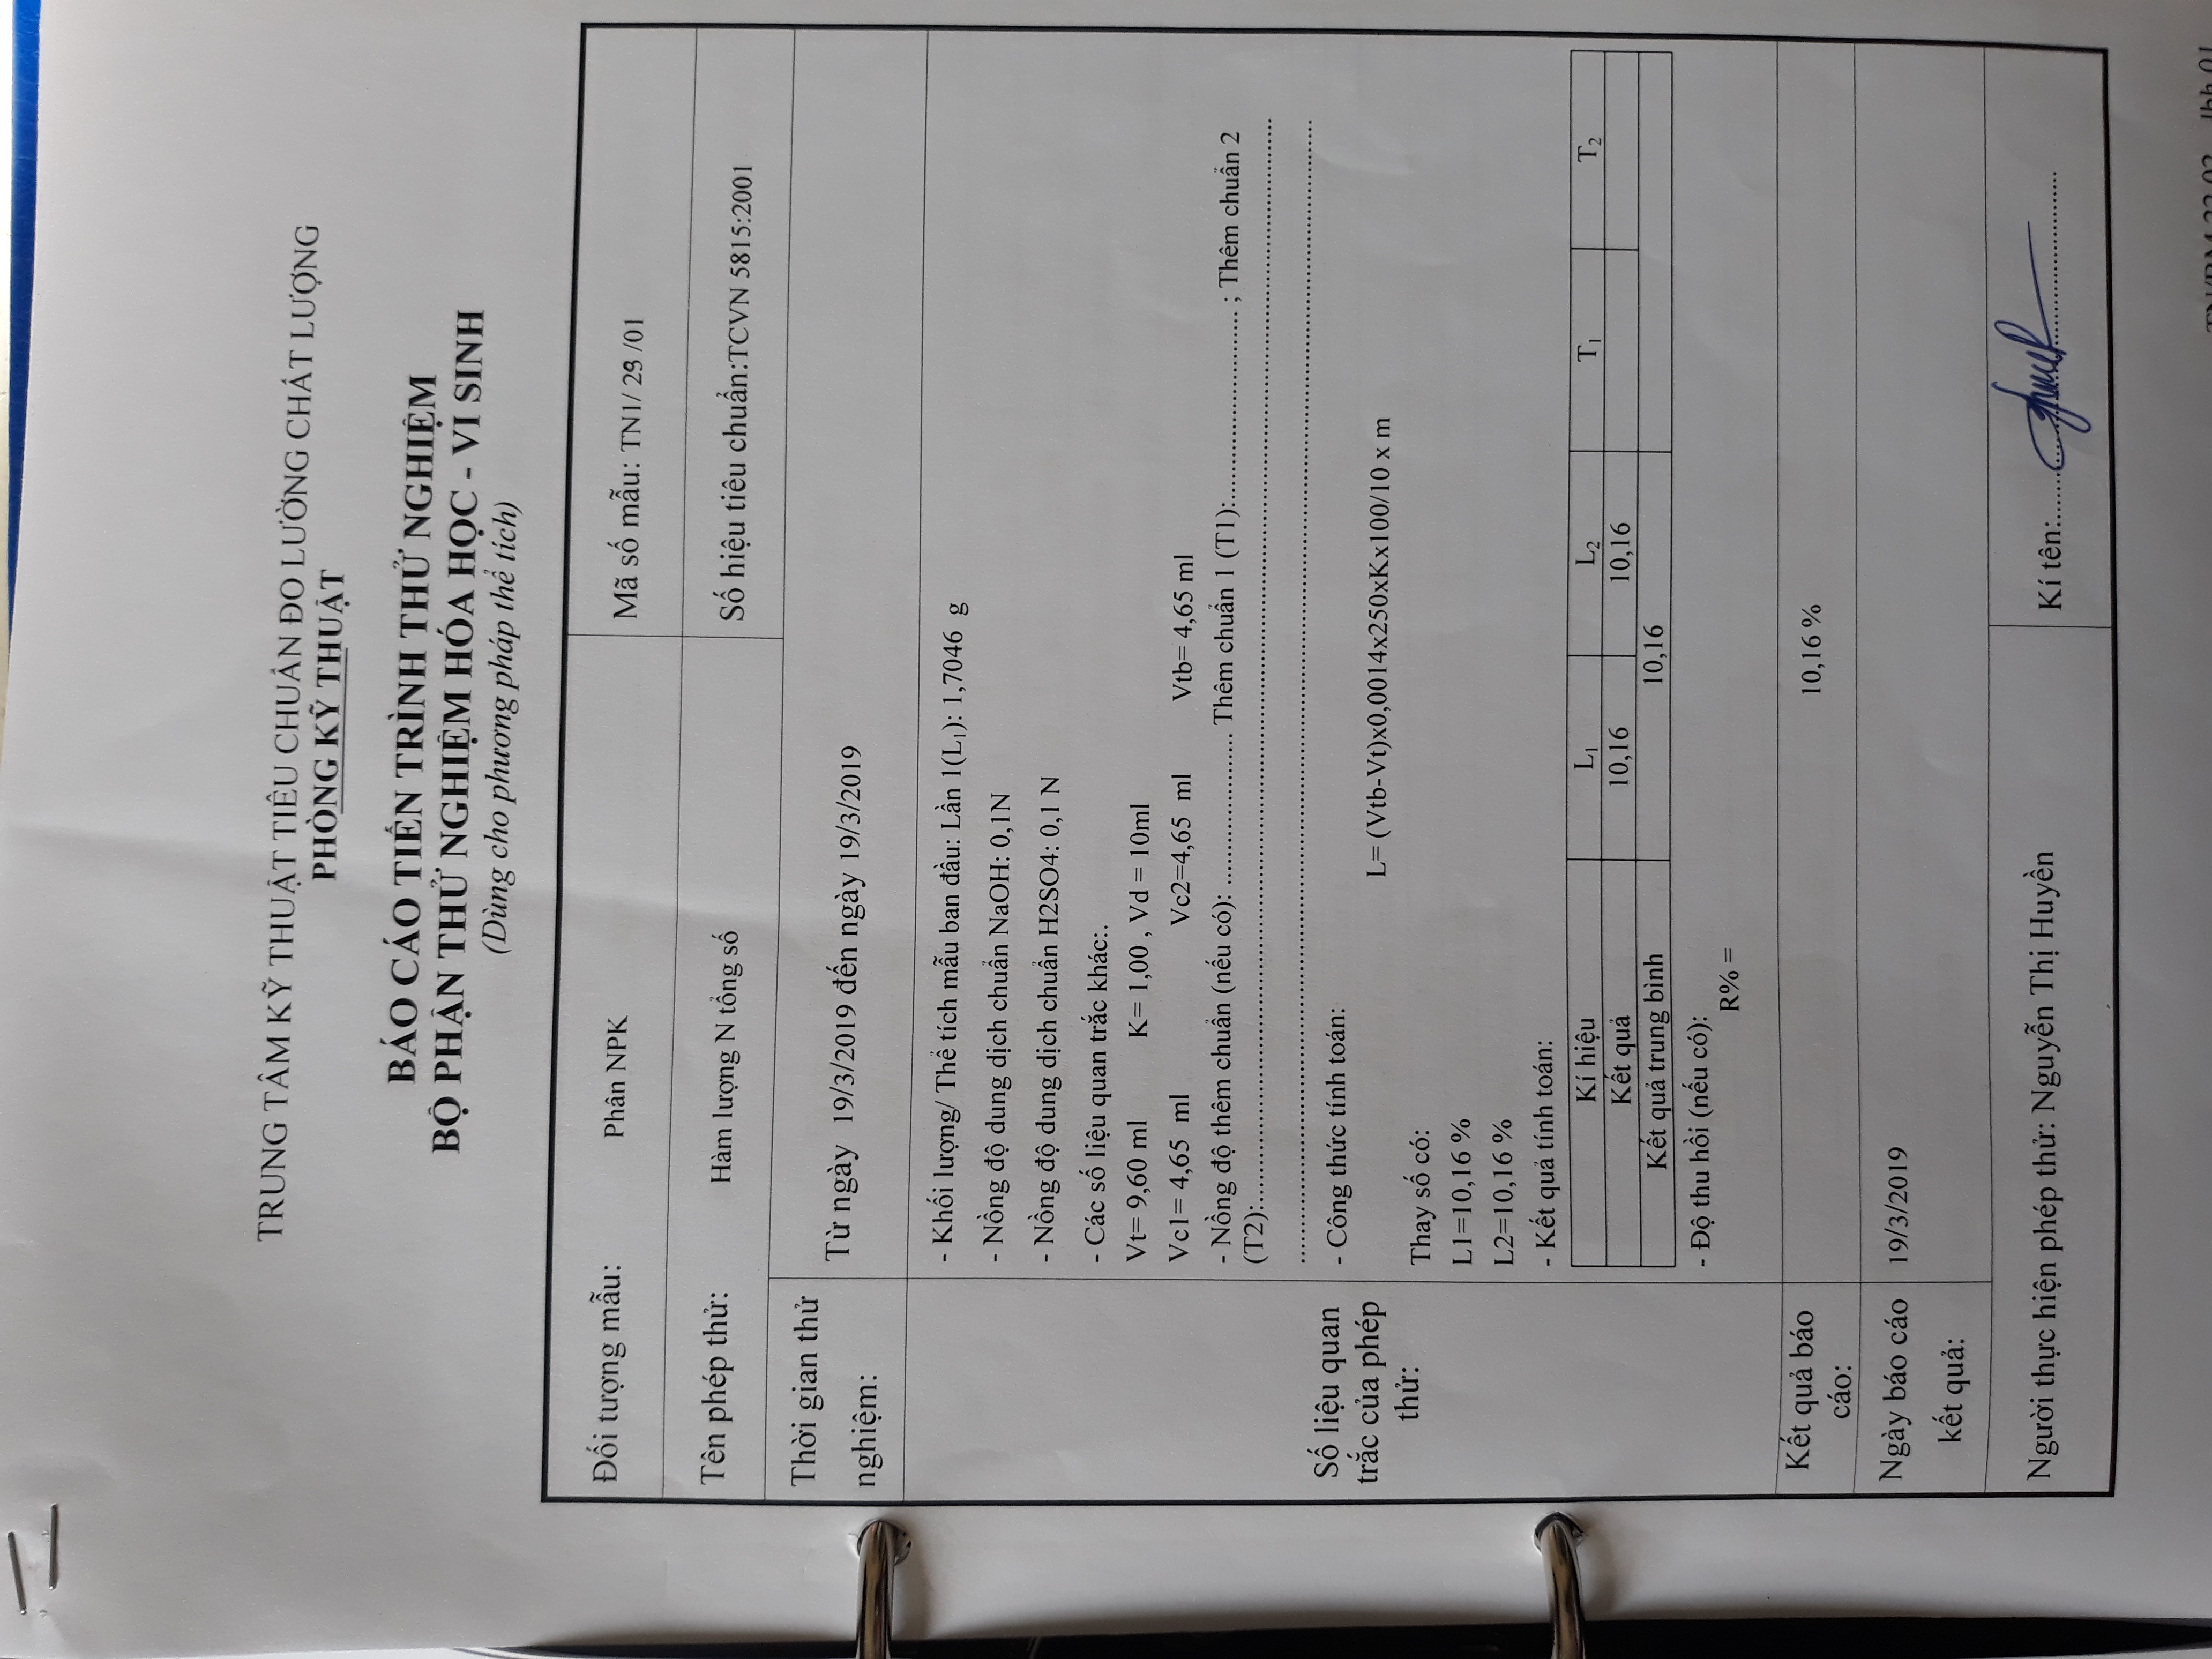 TRUNG TÂM KỸ THUẬT TIÊU CHUẨN ĐO LƯỜNG CHẤT LƯỢNG
PHÒNG KỸ THUẬT
BÁO CÁO TIẾN TRÌNH THỬ NGHIỆM
BỘ PHẬN THỬ NGHIỆM HÓA HỌC - VI SINH
(Dùng cho phương pháp thể tích)
Đối tượng mẫu: Phân NPK
Mã số mẫu: TN1/ 29 /01
Tên phép thử: Hàm lượng N tổng số
Số hiệu tiêu chuẩn:TCVN 5815:2001
Thời gian thử
nghiệm:
Từ ngày 19/3/2019 đến ngày 19/3/2019
Số liệu quan
trắc của phép
thử:
- Khối lượng/ Thể tích mẫu ban đầu: Lần 1(L₁): 1,7046 g
- Nồng độ dung dịch chuẩn NaOH: 0,1N
- Nồng độ dung dịch chuẩn H2SO4: 0,1 N
- Các số liệu quan trắc khác:.
Vt= 9,60 ml K= 1,00 , Vd = 10ml
Vc1= 4,65 ml Vc2=4,65 ml Vtb= 4,65 ml
- Nồng độ thêm chuẩn (nếu có): ..................... Thêm chuẩn 1 (T1):.......................... ; Thêm chuẩn 2
(T2):..........................................................................
..........................................................................
- Công thức tính toán:
L= (Vtb-Vt)x0,0014x250xKx100/10 x m
Thay số có:
L1=10,16 %
L2=10,16 %
- Kết quả tính toán:
Kí hiệu L₁ L₂ T₁ T₂
Kết quả 10,16 10,16
Kết quả trung bình 10,16
- Độ thu hồi (nếu có):
R% =
Kết quả báo
cáo:
10,16 %
Ngày báo cáo
kết quả:
19/3/2019
Người thực hiện phép thử: Nguyễn Thị Huyền
Kí tên:..........................................